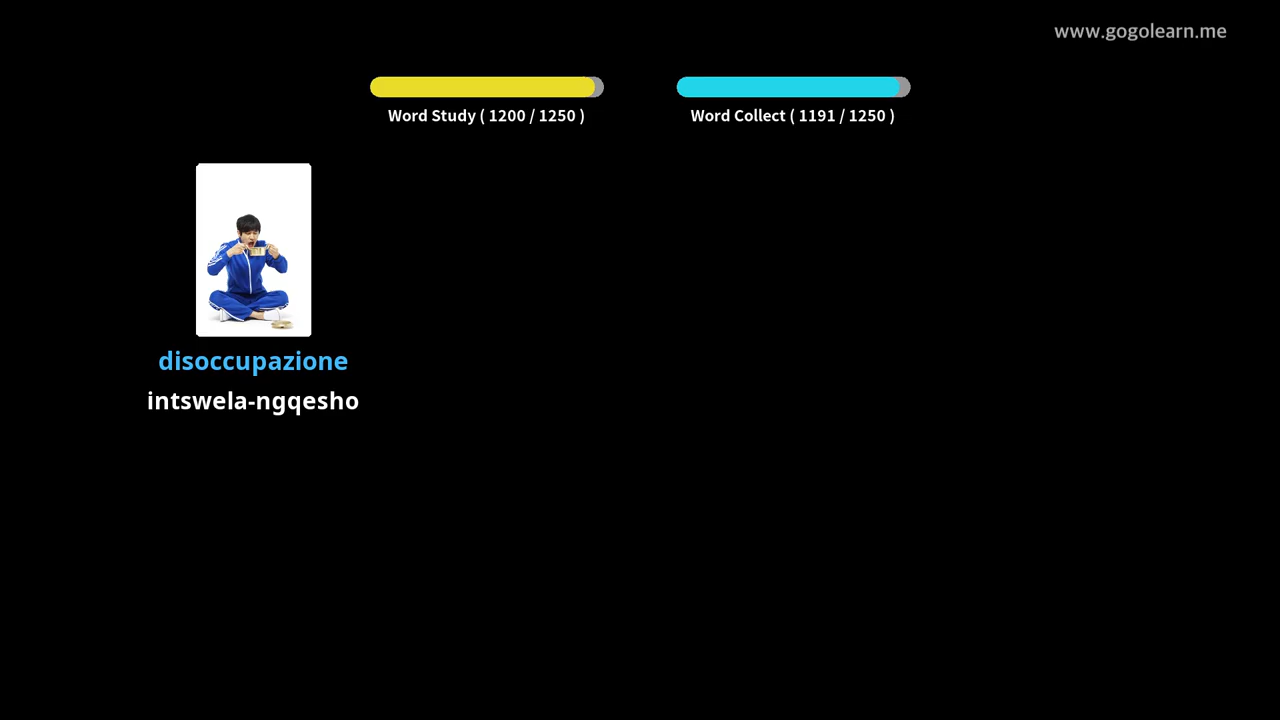 www.gogolearn.me
Word Study ( 1200 / 1250 )
Word Collect ( 1191 / 1250 )
disoccupazione
intswela-ngqesho